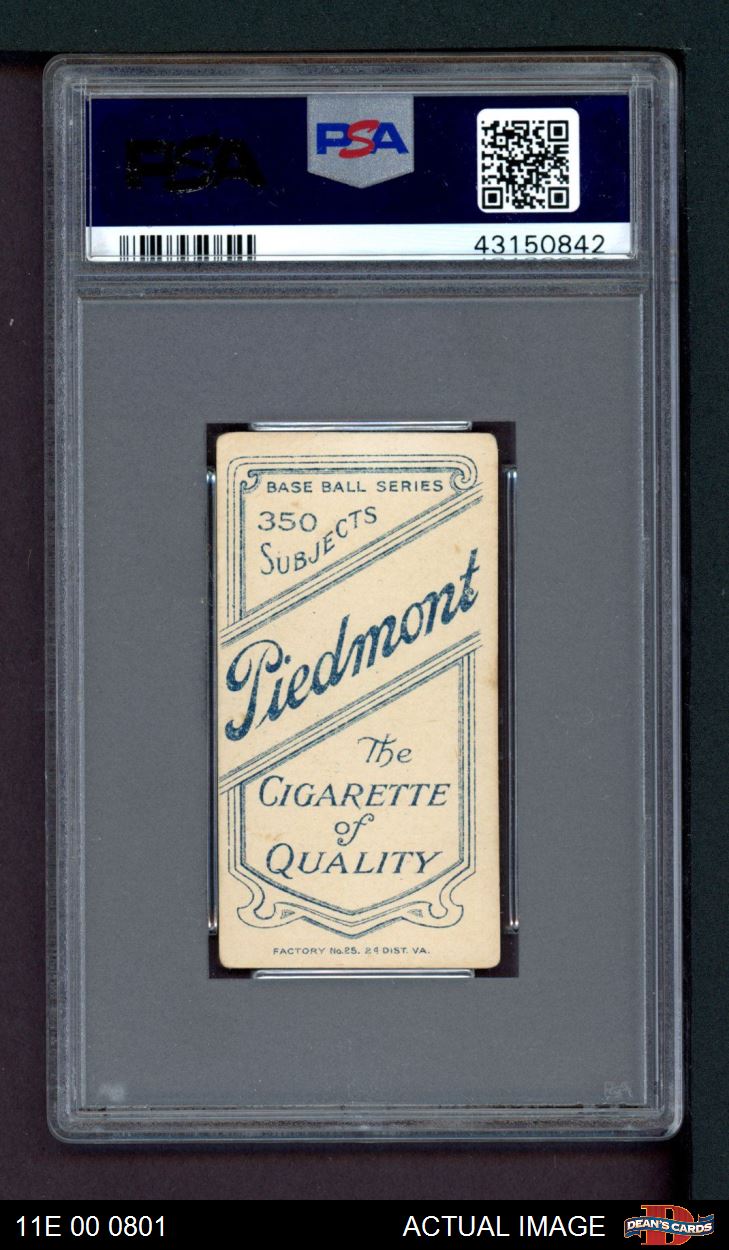 PSA
PSA
43150842
BASE BALL SERIES
350
SUBJECTS
Piedmont
The
CIGARETTE
of
QUALITY
FACTORY No.25. 2d DIST. VA.
PSA
11E 00 0801
ACTUAL IMAGE
DEAN'S CARDS